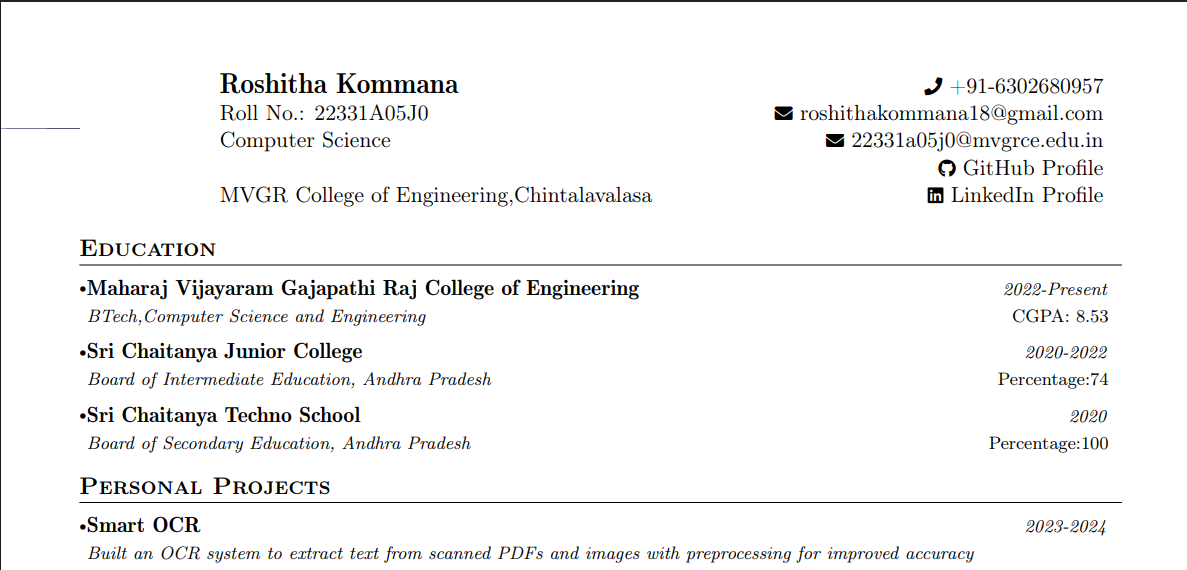 Roshitha Kommana
+91-6302680957
Roll No.: 22331A05J0
roshithakommana18@gmail.com
Computer Science
22331a05j0@mvgrce.edu.in
GitHub Profile
MVGR College of Engineering,Chintalavalasa
LinkedIn Profile
EDUCATION
•Maharaj Vijayaram Gajapathi Raj College of Engineering 2022-Present
BTech,Computer Science and Engineering CGPA: 8.53
•Sri Chaitanya Junior College 2020-2022
Board of Intermediate Education, Andhra Pradesh Percentage:74
•Sri Chaitanya Techno School 2020
Board of Secondary Education, Andhra Pradesh Percentage:100
PERSONAL PROJECTS
•Smart OCR 2023-2024
Built an OCR system to extract text from scanned PDFs and images with preprocessing for improved accuracy